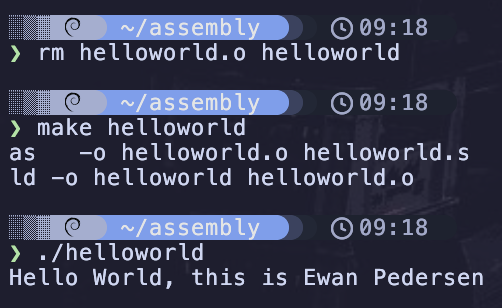 ~/assembly 09:18
❯ rm helloworld.o helloworld
~/assembly 09:18
❯ make helloworld
as   -o helloworld.o helloworld.s
ld -o helloworld helloworld.o
~/assembly 09:18
❯ ./helloworld
Hello World, this is Ewan Pedersen